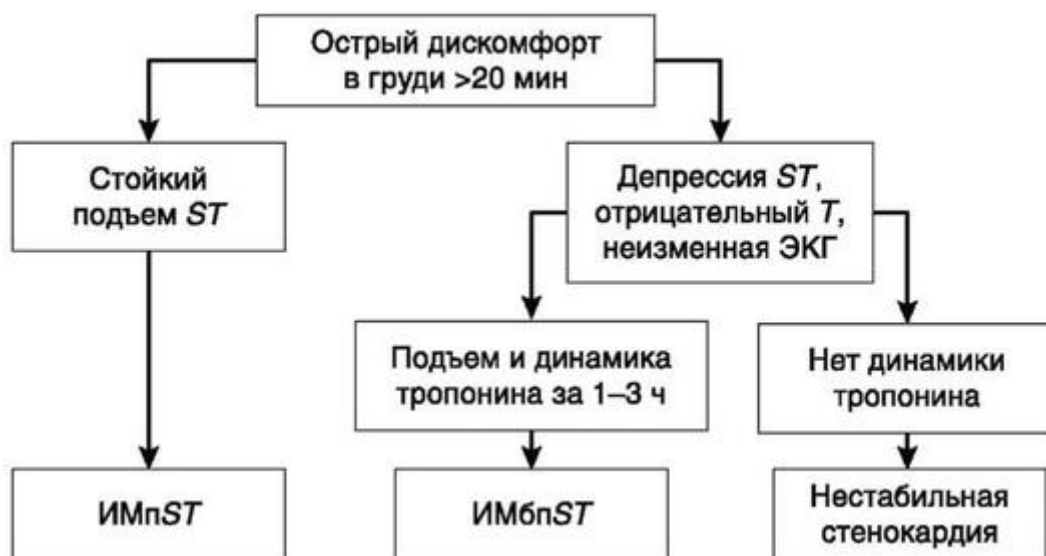 Острый дискомфорт
в груди >20 мин
Стойкий
подъем ST
Депрессия ST,
отрицательный T,
неизменная ЭКГ
Подъем и динамика
тропонина за 1–3 ч
Нет динамики
тропонина
ИМпST
ИМбпST
Нестабильная
стенокардия